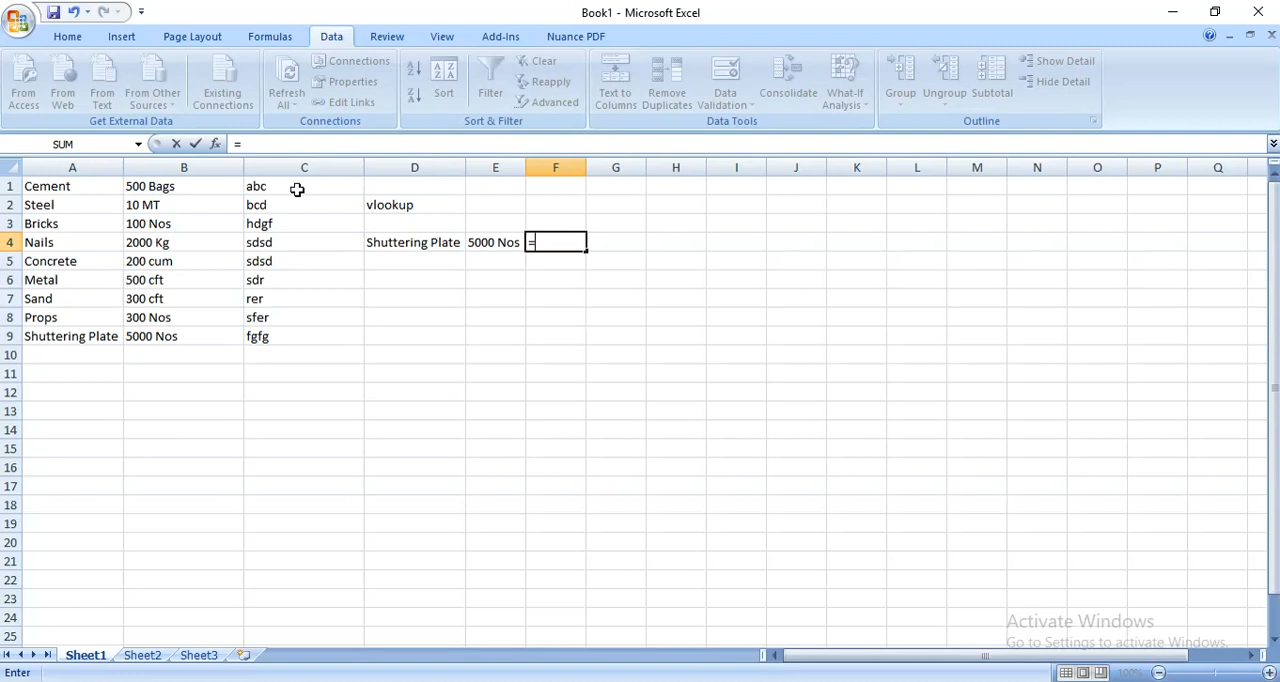 Book1 - Microsoft Excel
Home Insert Page Layout Formulas Data Review View Add-Ins Nuance PDF
From Access
From Web
From Text
From Other Sources
Existing Connections
Get External Data
Refresh All
Connections
Properties
Edit Links
Connections
Sort
Filter
Clear
Reapply
Advanced
Sort & Filter
Text to Columns
Remove Duplicates
Data Validation
Consolidate
What-If Analysis
Data Tools
Group
Ungroup
Subtotal
Show Detail
Hide Detail
Outline
SUM fx =
A B C D E F G H I J K L M N O P Q
1 Cement 500 Bags abc
2 Steel 10 MT bcd vlookup
3 Bricks 100 Nos hdgf
4 Nails 2000 Kg sdsd Shuttering Plate 5000 Nos =
5 Concrete 200 cum sdsd
6 Metal 500 cft sdr
7 Sand 300 cft rer
8 Props 300 Nos sfer
9 Shuttering Plate 5000 Nos fgfg
10
11
12
13
14
15
16
17
18
19
20
21
22
23
24
25
Activate Windows
Go to Settings to activate Windows.
Sheet1 Sheet2 Sheet3
Enter 100%